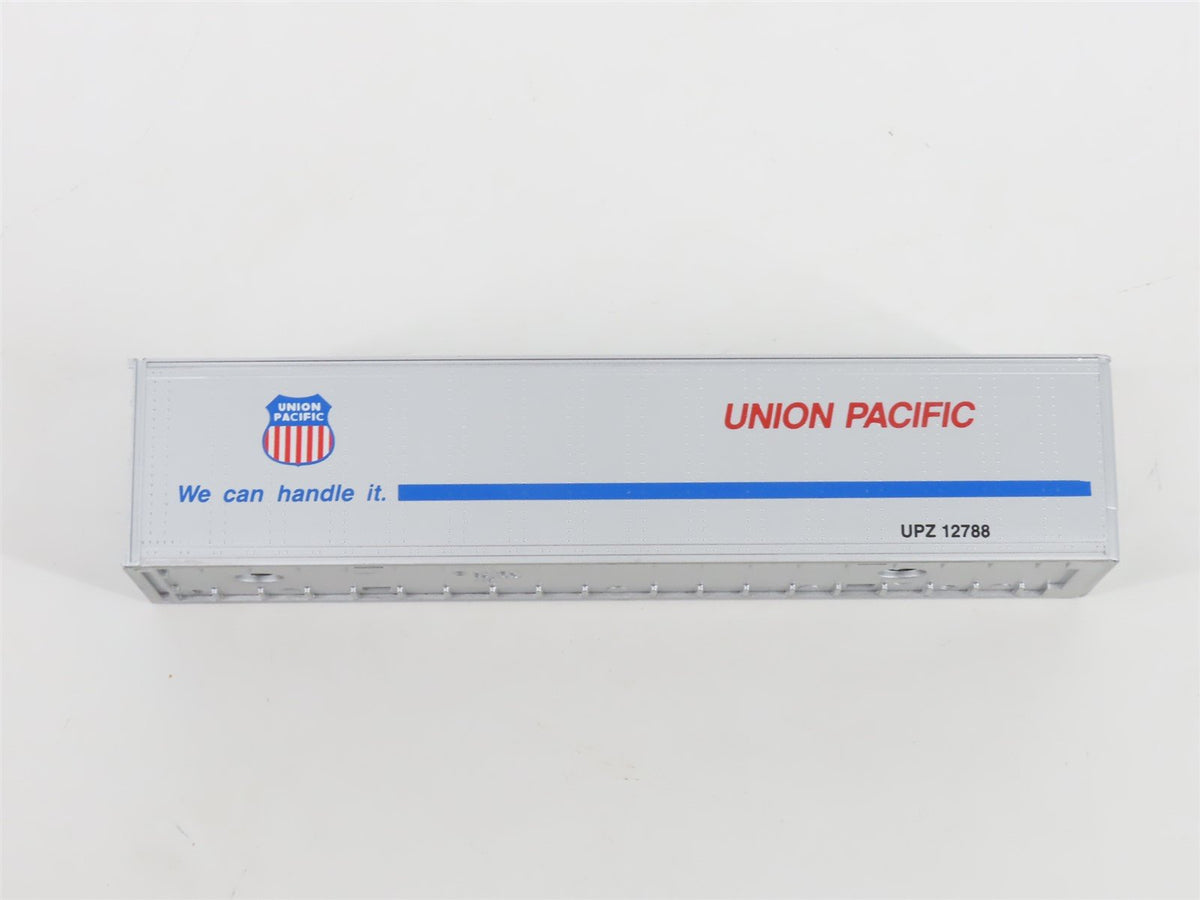 UNION
PACIFIC
UNION PACIFIC
We can handle it.
UPZ 12788